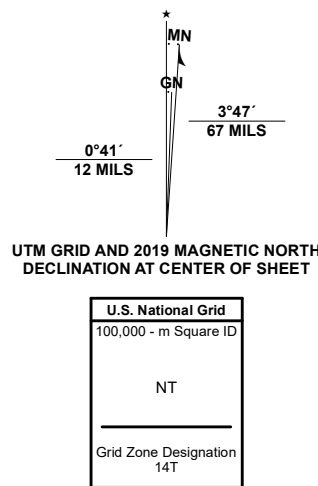 ★
MN
GN
3°47´
67 MILS
0°41´
12 MILS
UTM GRID AND 2019 MAGNETIC NORTH
DECLINATION AT CENTER OF SHEET
U.S. National Grid
100,000 - m Square ID
NT
Grid Zone Designation
14T